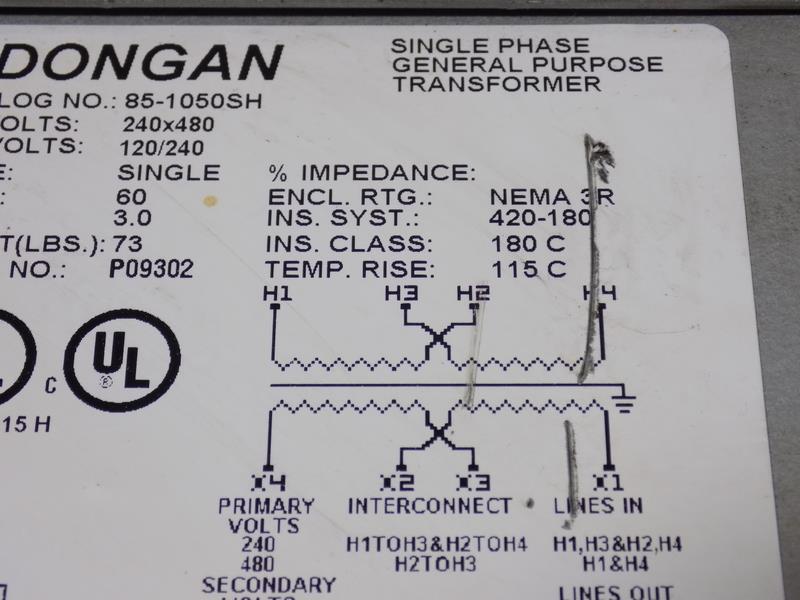 DONGAN
SINGLE PHASE
GENERAL PURPOSE
TRANSFORMER
LOG NO.: 85-1050SH
VOLTS: 240x480
VOLTS: 120/240
E: SINGLE
% IMPEDANCE:
: 60
ENCL. RTG.: NEMA 3R
3.0
INS. SYST.: 420-180
T(LBS.): 73
INS. CLASS: 180 C
NO.: P09302
TEMP. RISE: 115 C
H1 H3 H2 H4
UL
®
C
15 H
X4 X2 X3 X1
PRIMARY INTERCONNECT LINES IN
VOLTS
240 H1TOH3&H2TOH4 H1,H3&H2,H4
480 H2TOH3 H1&H4
SECONDARY LINES OUT
VOLTS